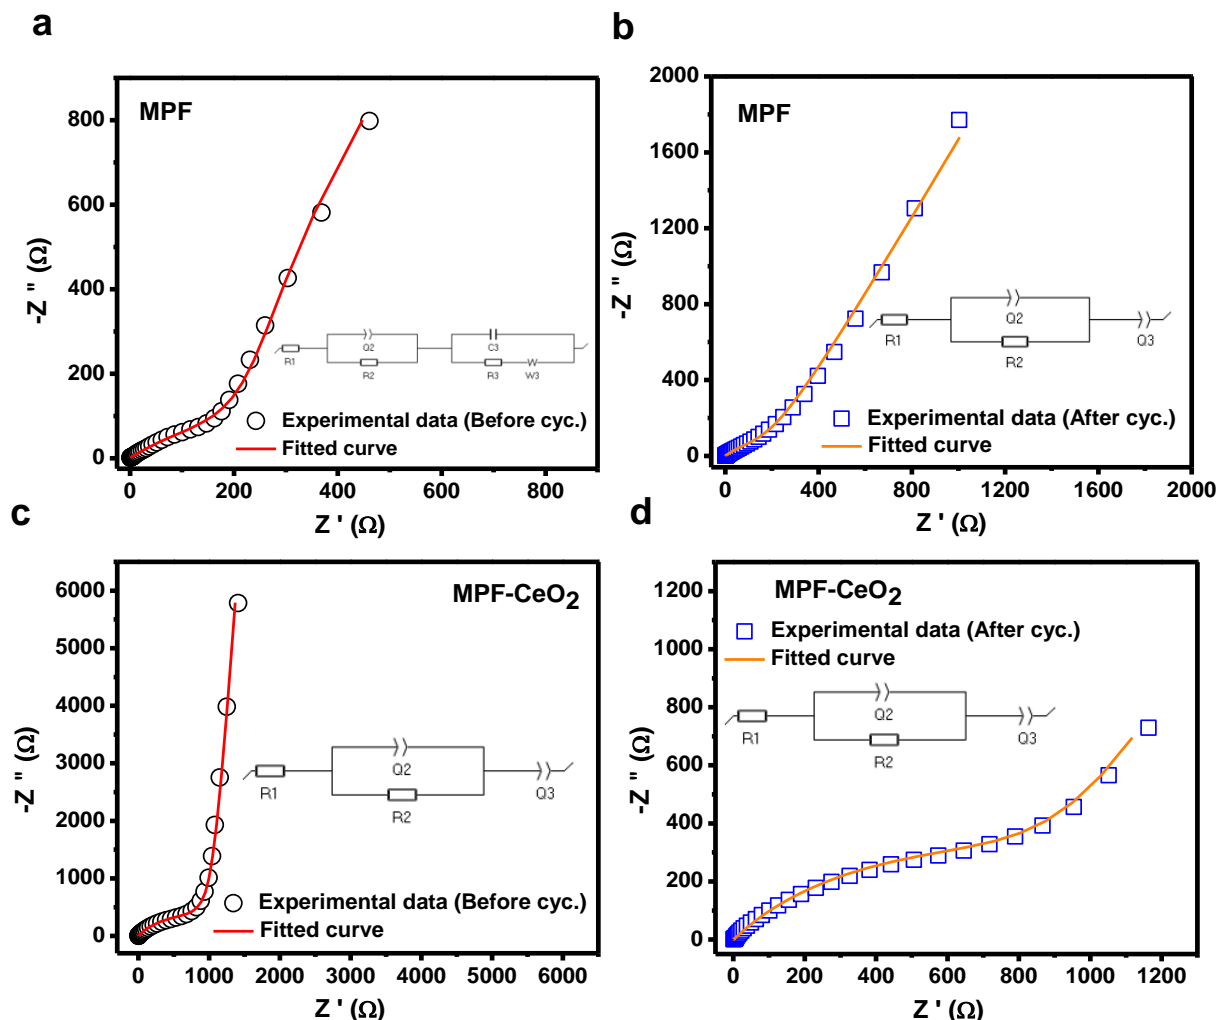 a
MPF
800
600
400
200
0
0 200 400 600 800
-Z " (Ω)
Z ' (Ω)
R1 Q2 R2 C3 R3 W W3
Experimental data (Before cyc.)
Fitted curve
b
MPF
2000
1600
1200
800
400
0
0 400 800 1200 1600 2000
-Z " (Ω)
Z ' (Ω)
R1 Q2 R2 Q3
Experimental data (After cyc.)
Fitted curve
c
MPF-CeO2
6000
5000
4000
3000
2000
1000
0
0 1000 2000 3000 4000 5000 6000
-Z " (Ω)
Z ' (Ω)
R1 Q2 R2 Q3
Experimental data (Before cyc.)
Fitted curve
d
MPF-CeO2
Experimental data (After cyc.)
Fitted curve
1200
1000
800
600
400
200
0
0 200 400 600 800 1000 1200
-Z " (Ω)
Z ' (Ω)
R1 Q2 R2 Q3